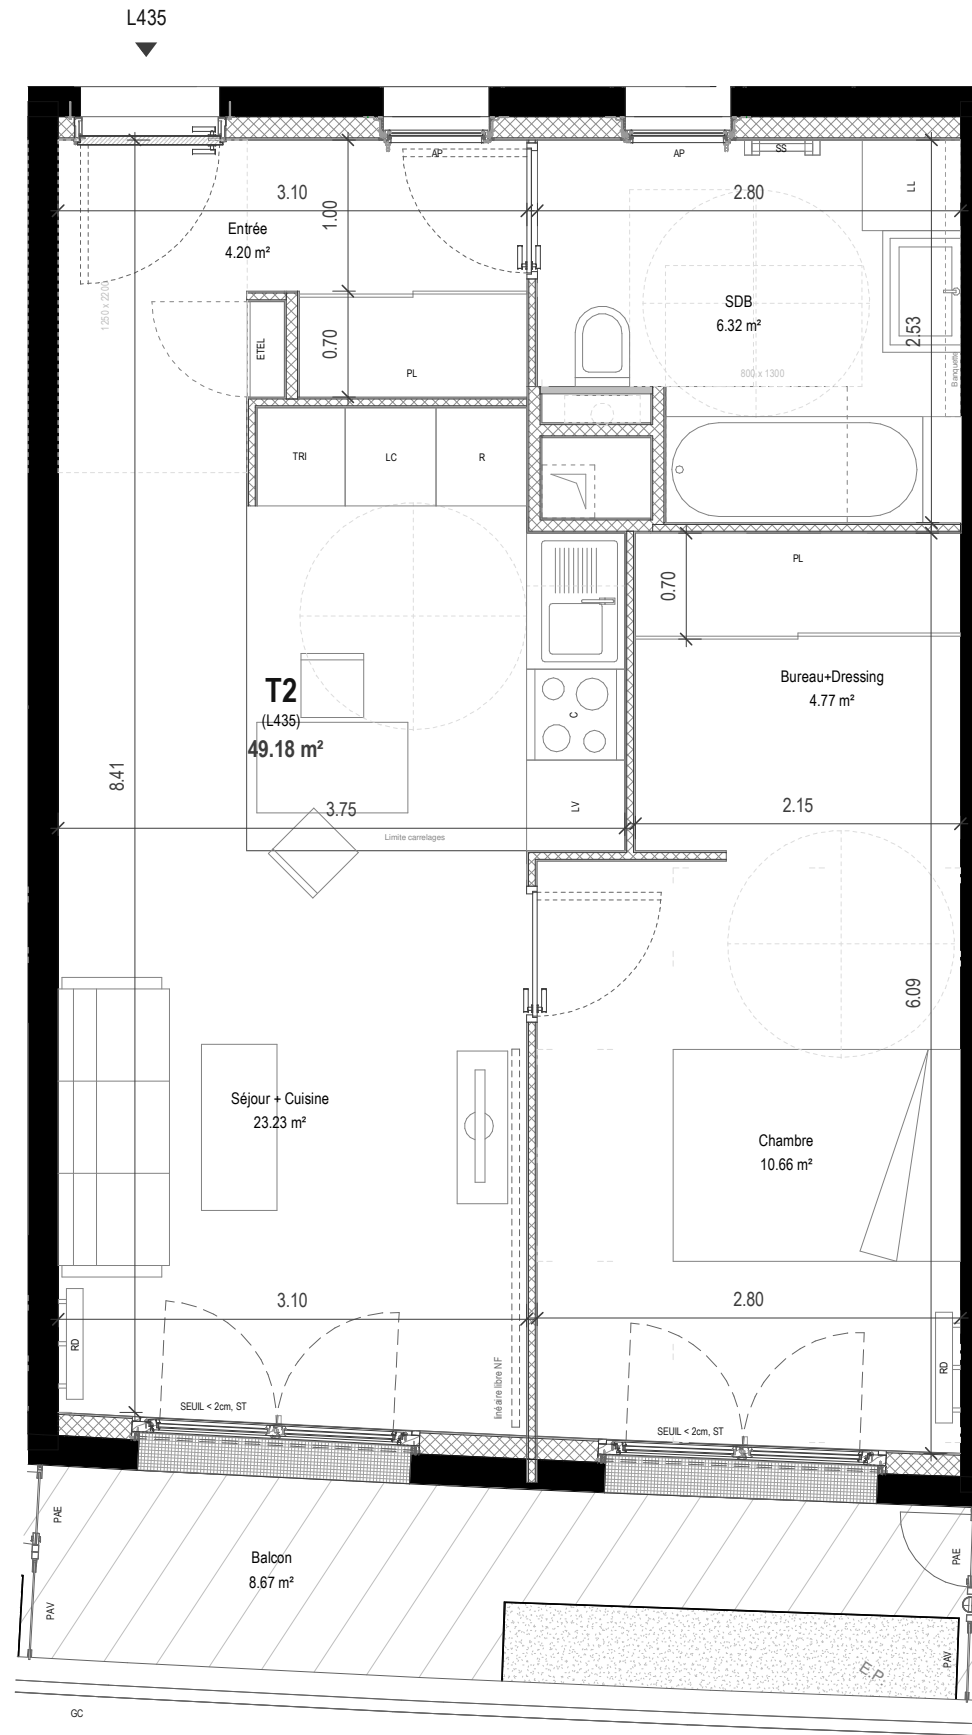 L435
AP
AP
SS
LL
3.10
2.80
1.00
Entrée
4.20 m²
1250 x 2200
SDB
6.32 m²
2.53
ETEL
0.70
PL
800 x 1300
Banquette
TRI
LC
R
PL
0.70
T2
(L435)
49.18 m²
Bureau+Dressing
4.77 m²
C
8.41
3.75
LV
2.15
Limite carrelages
6.09
Séjour + Cuisine
23.23 m²
Chambre
10.66 m²
3.10
2.80
RD
linéaire libre NF
RD
SEUIL < 2cm, ST
SEUIL < 2cm, ST
PAE
Balcon
8.67 m²
PAE
PAV
E P
PAV
GC